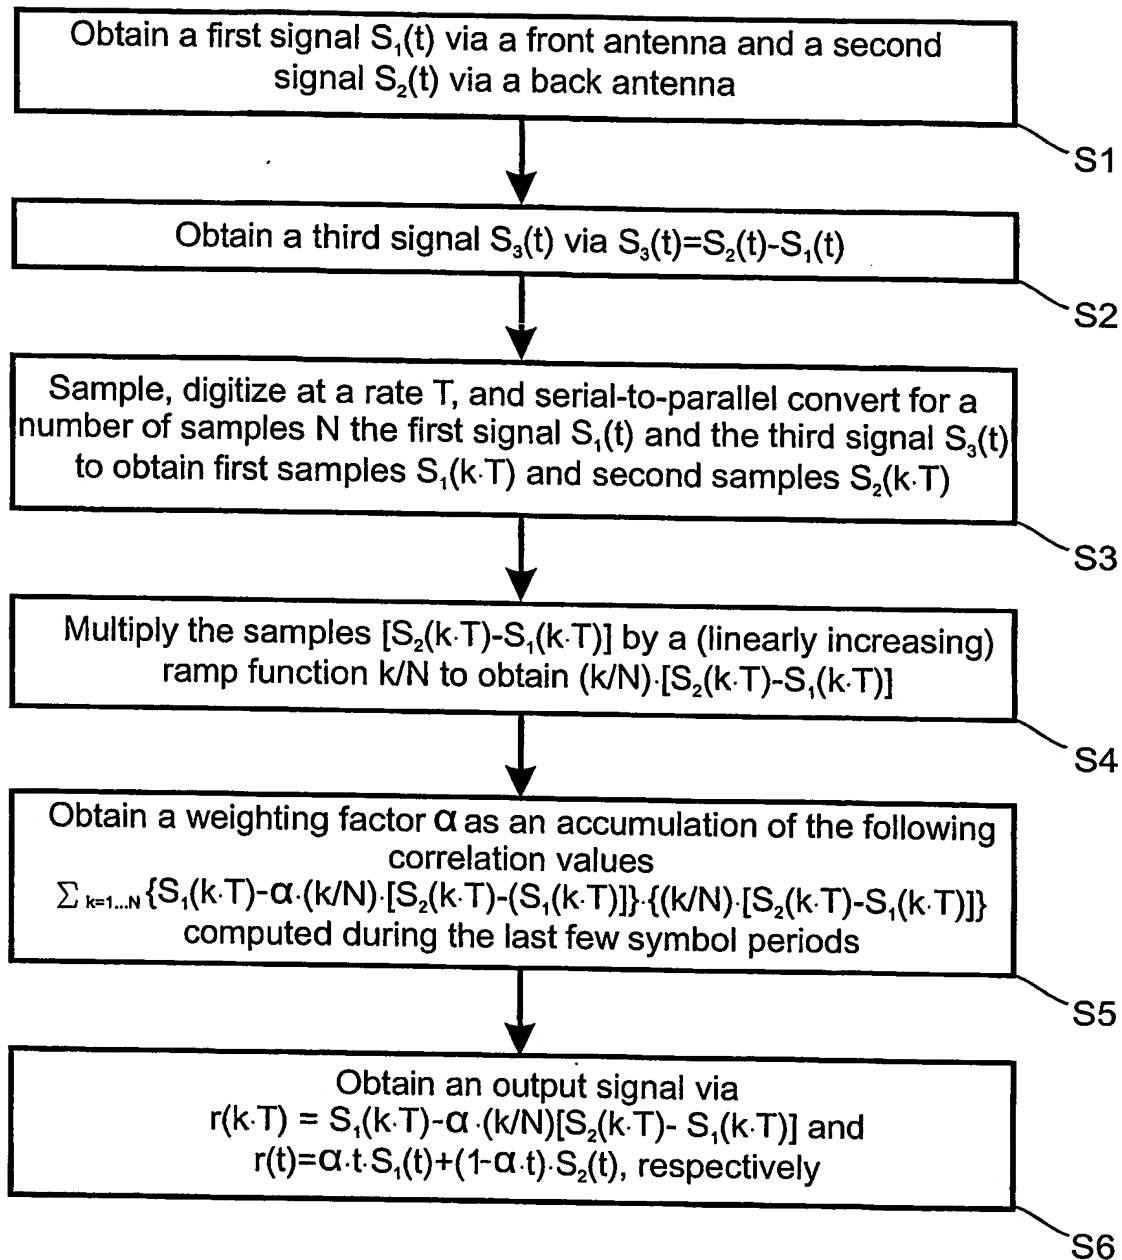 Obtain a first signal S₁(t) via a front antenna and a second
signal S₂(t) via a back antenna
S1
Obtain a third signal S₃(t) via S₃(t)=S₂(t)-S₁(t)
S2
Sample, digitize at a rate T, and serial-to-parallel convert for a
number of samples N the first signal S₁(t) and the third signal S₃(t)
to obtain first samples S₁(k·T) and second samples S₂(k·T)
S3
Multiply the samples [S₂(k·T)-S₁(k·T)] by a (linearly increasing)
ramp function k/N to obtain (k/N)·[S₂(k·T)-S₁(k·T)]
S4
Obtain a weighting factor α as an accumulation of the following
correlation values
Σ k=1...N {S₁(k·T)-α·(k/N)·[S₂(k·T)-(S₁(k·T)]}·{(k/N)·[S₂(k·T)-S₁(k·T)]}
computed during the last few symbol periods
S5
Obtain an output signal via
r(k·T) = S₁(k·T)-α·(k/N)[S₂(k·T)- S₁(k·T)] and
r(t)=α·t·S₁(t)+(1-α·t)·S₂(t), respectively
S6